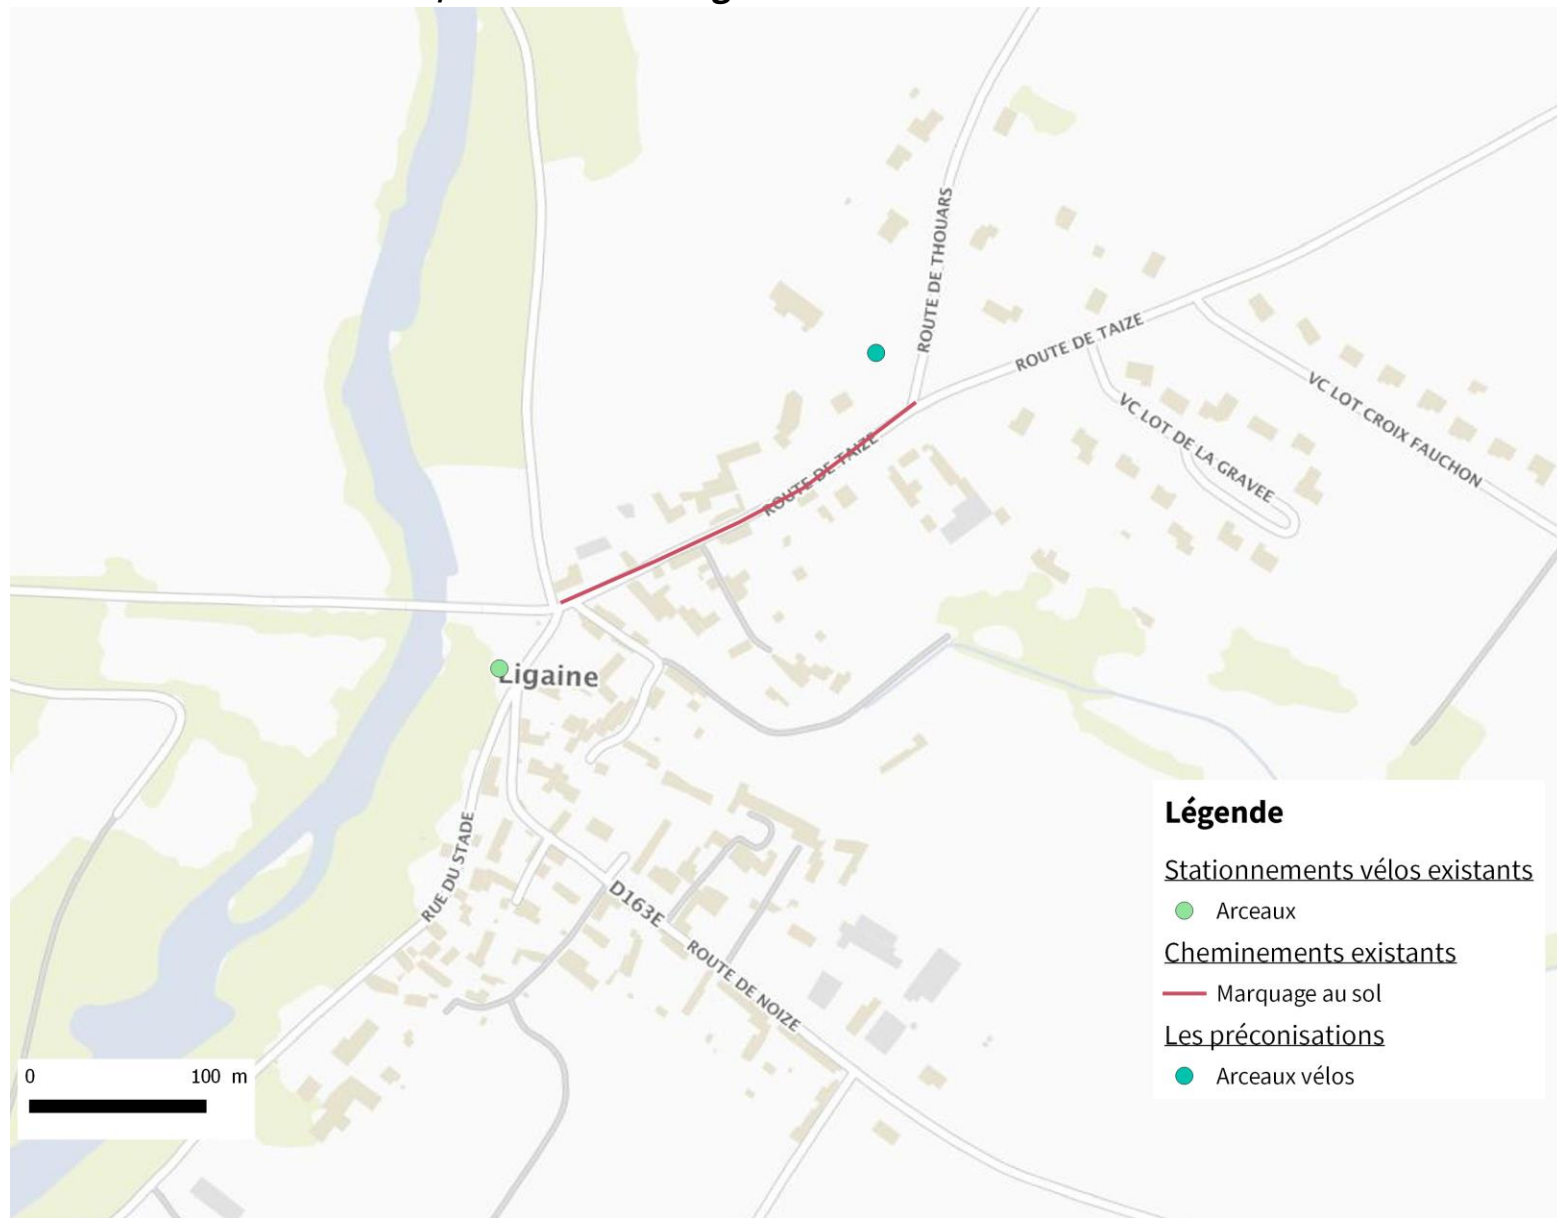 ROUTE DE THOUARS
ROUTE DE TAIZE
VC LOT CROIX FAUCHON
VC LOT DE LA GRAVEE
ROUTE DE TAIZE
Ligaine
RUE DU STADE
D163E
ROUTE DE NOIZE
Légende
Stationnements vélos existants
Arceaux
Cheminements existants
Marquage au sol
Les préconisations
Arceaux vélos
0 100 m